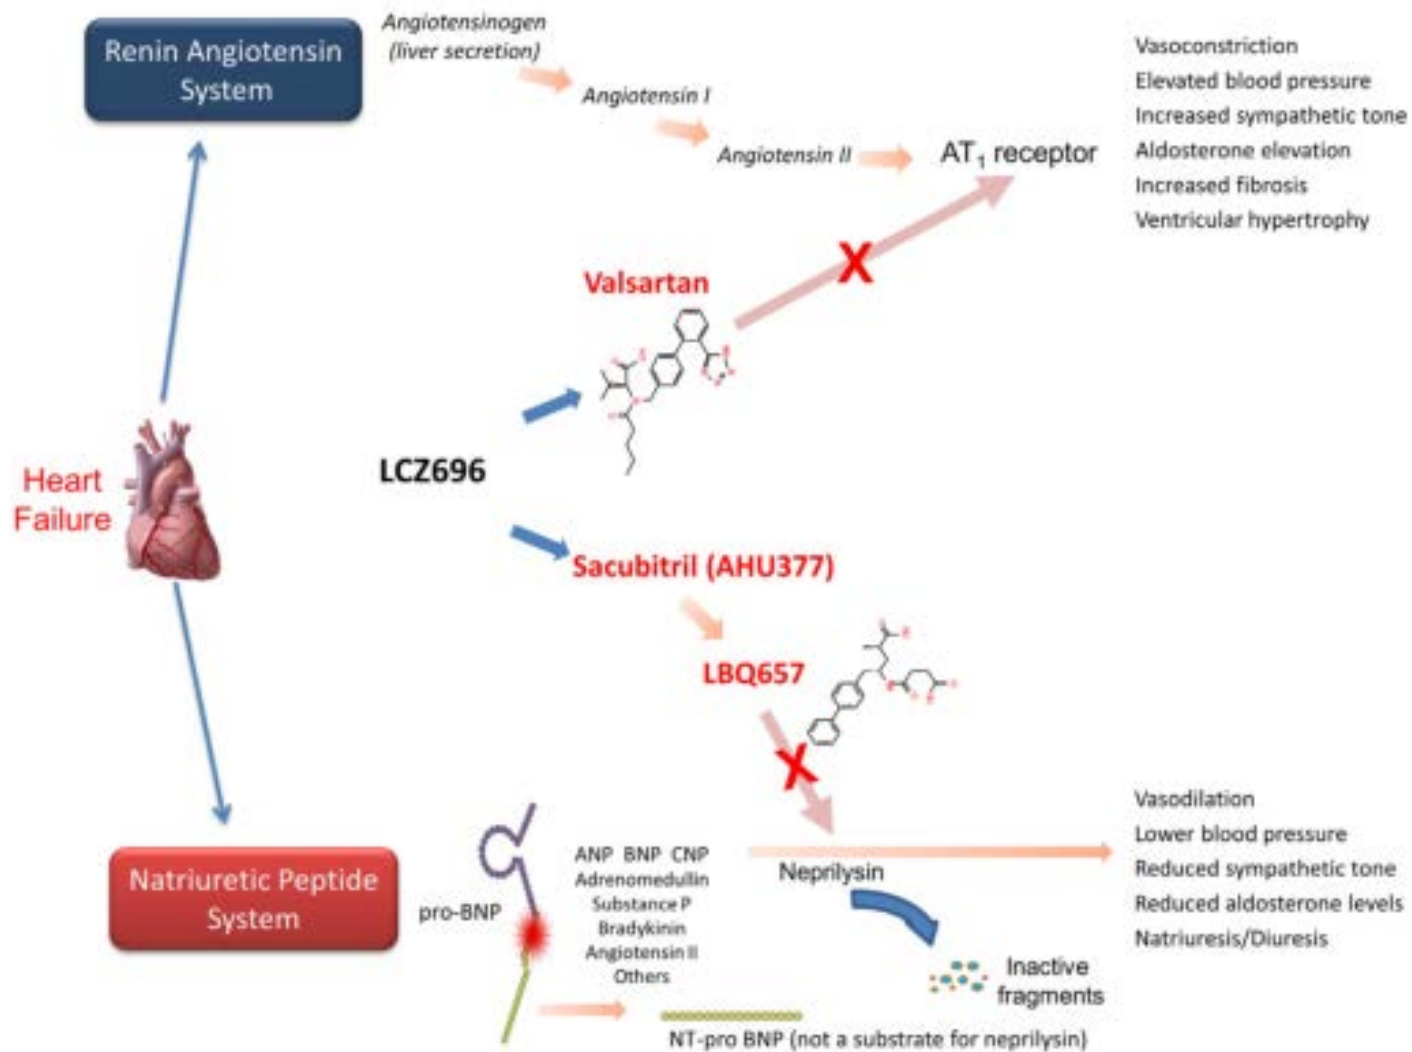 Renin Angiotensin
System
Angiotensinogen
(liver secretion)
Angiotensin I
Angiotensin II
AT1 receptor
Vasoconstriction
Elevated blood pressure
Increased sympathetic tone
Aldosterone elevation
Increased fibrosis
Ventricular hypertrophy
X
Valsartan
Heart
Failure
LCZ696
Sacubitril (AHU377)
LBQ657
X
Natriuretic Peptide
System
pro-BNP
ANP BNP CNP
Adrenomedullin
Substance P
Bradykinin
Angiotensin II
Others
Neprilysin
Inactive
fragments
NT-pro BNP (not a substrate for neprilysin)
Vasodilation
Lower blood pressure
Reduced sympathetic tone
Reduced aldosterone levels
Natriuresis/Diuresis